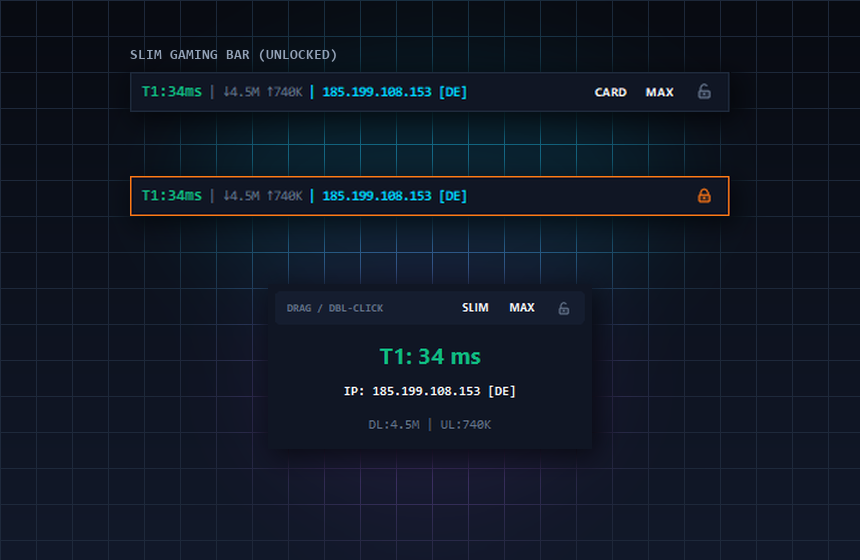 SLIM GAMING BAR (UNLOCKED)
T1:34ms | ↓4.5M ↑740K | 185.199.108.153 [DE] CARD MAX
T1:34ms | ↓4.5M ↑740K | 185.199.108.153 [DE]
DRAG / DBL-CLICK SLIM MAX
T1: 34 ms
IP: 185.199.108.153 [DE]
DL:4.5M | UL:740K